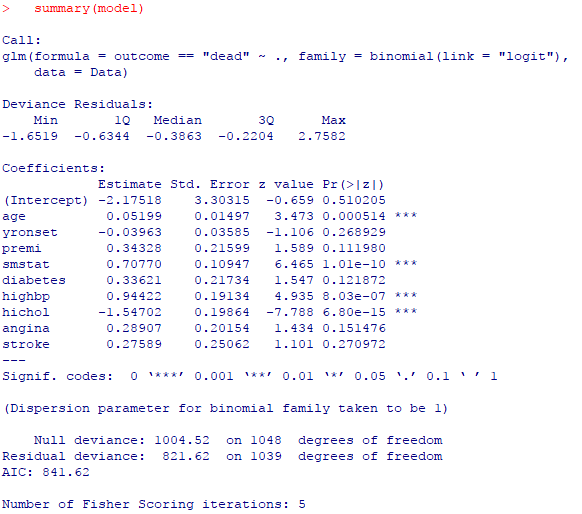 >   summary(model)
Call:
glm(formula = outcome == "dead" ~ ., family = binomial(link = "logit"),
    data = Data)
Deviance Residuals:
    Min       1Q   Median       3Q      Max
-1.6519  -0.6344  -0.3863  -0.2204   2.7582
Coefficients:
            Estimate Std. Error z value Pr(>|z|)
(Intercept) -2.17518    3.30315  -0.659 0.510205
age          0.05199    0.01497   3.473 0.000514 ***
yronset     -0.03963    0.03585  -1.106 0.268929
premi        0.34328    0.21599   1.589 0.111980
smstat       0.70770    0.10947   6.465 1.01e-10 ***
diabetes     0.33621    0.21734   1.547 0.121872
highbp       0.94422    0.19134   4.935 8.03e-07 ***
hichol      -1.54702    0.19864  -7.788 6.80e-15 ***
angina       0.28907    0.20154   1.434 0.151476
stroke       0.27589    0.25062   1.101 0.270972
---
Signif. codes:  0 ‘***’ 0.001 ‘**’ 0.01 ‘*’ 0.05 ‘.’ 0.1 ‘ ’ 1
(Dispersion parameter for binomial family taken to be 1)
    Null deviance: 1004.52  on 1048  degrees of freedom
Residual deviance:  821.62  on 1039  degrees of freedom
AIC: 841.62
Number of Fisher Scoring iterations: 5